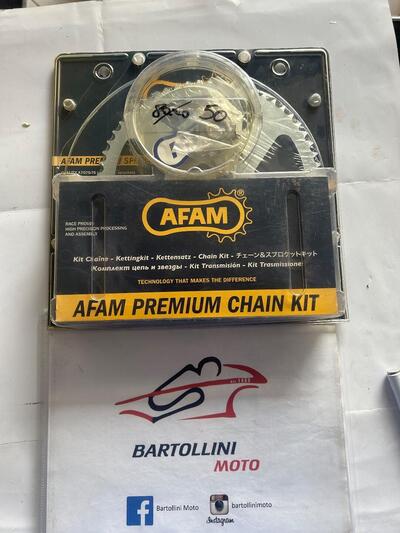 50
AFAM PREMIUM
AFAM®
RACE PROVEN
HIGH PRECISION PROCESSING
AND ASSEMBLY
Kit Chaîne - Kettingkit - Kettensatz - Chain Kit - チェーン&スプロケットキット
Комплект цепь и звезды - Kit Transmisión - Kit Trasmissione
TECHNOLOGY THAT MAKES THE DIFFERENCE
AFAM PREMIUM CHAIN KIT
BARTOLLINI
MOTO
Bartollini Moto
bartollinimoto
Instagram